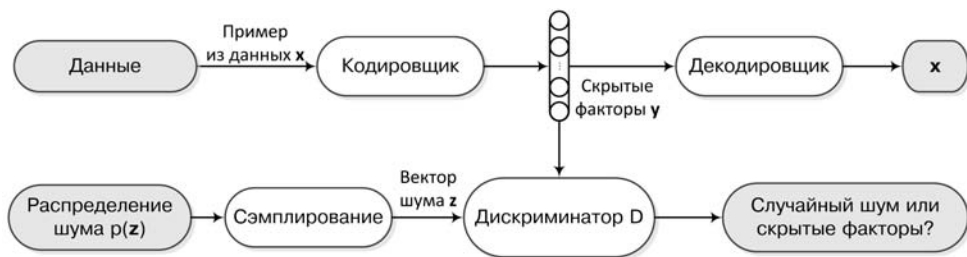 Данные
Пример
из данных x
Кодировщик
Скрытые
факторы y
Декодировщик
x
Распределение
шума p(z)
Сэмплирование
Вектор
шума z
Дискриминатор D
Случайный шум или
скрытые факторы?